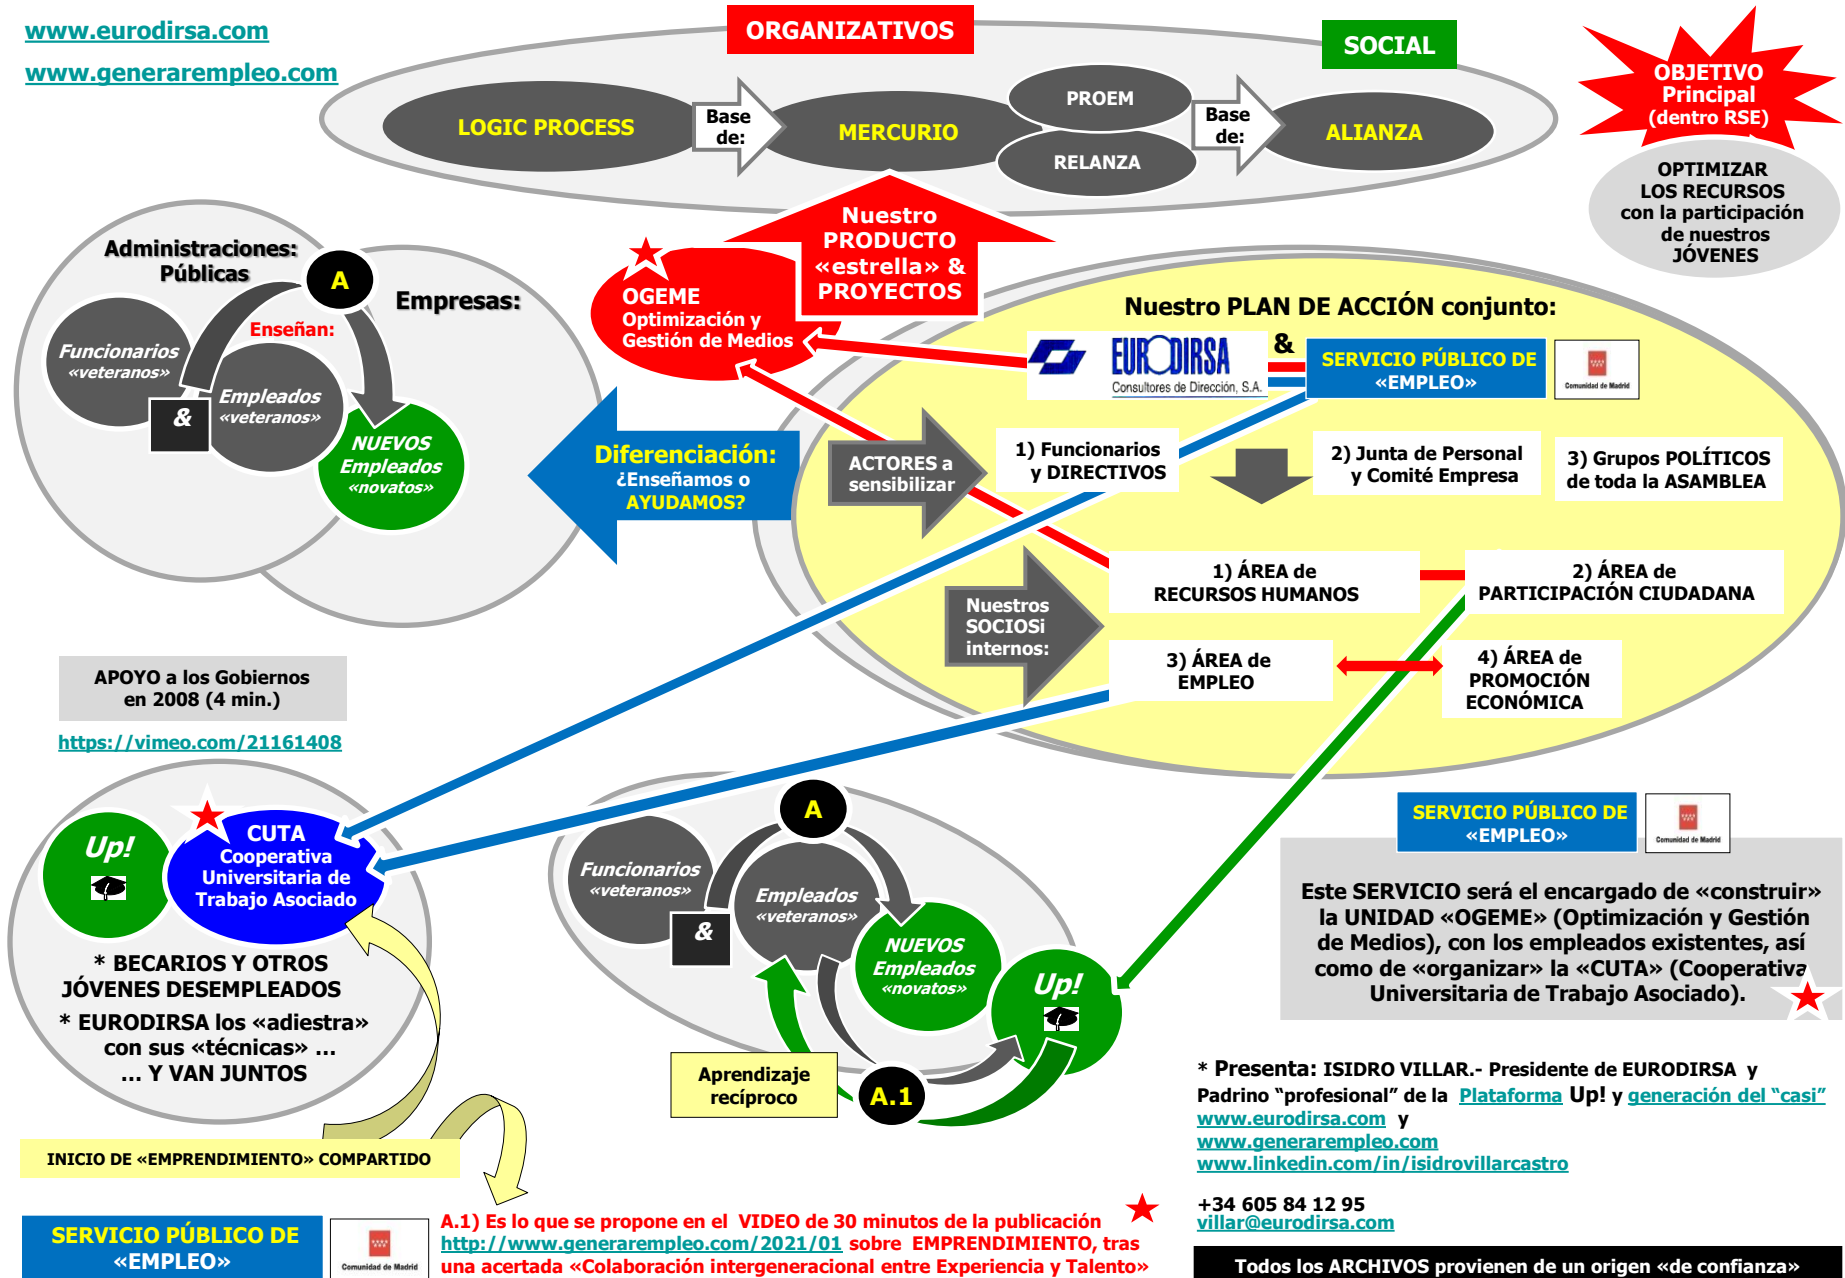 www.eurodirsa.com
www.generarempleo.com
ORGANIZATIVOS
SOCIAL
LOGIC PROCESS
Base
de:
MERCURIO
PROEM
RELANZA
Base
de:
ALIANZA
OBJETIVO
Principal
(dentro RSE)
OPTIMIZAR
LOS RECURSOS
con la participación
de nuestros
JÓVENES
Nuestro
PRODUCTO
«estrella» &
PROYECTOS
OGEME
Optimización y
Gestión de Medios
Administraciones:
Públicas
A
Empresas:
Enseñan:
Funcionarios
«veteranos»
&
Empleados
«veteranos»
NUEVOS
Empleados
«novatos»
Diferenciación:
¿Enseñamos o
AYUDAMOS?
Nuestro PLAN DE ACCIÓN conjunto:
EURODIRSA
Consultores de Dirección, S.A.
&
SERVICIO PÚBLICO DE
«EMPLEO»
Comunidad de Madrid
ACTORES a
sensibilizar
1) Funcionarios
y DIRECTIVOS
2) Junta de Personal
y Comité Empresa
3) Grupos POLÍTICOS
de toda la ASAMBLEA
Nuestros
SOCIOSi
internos:
1) ÁREA de
RECURSOS HUMANOS
2) ÁREA de
PARTICIPACIÓN CIUDADANA
3) ÁREA de
EMPLEO
4) ÁREA de
PROMOCIÓN
ECONÓMICA
APOYO a los Gobiernos
en 2008 (4 min.)
https://vimeo.com/21161408
Up!
CUTA
Cooperativa
Universitaria de
Trabajo Asociado
* BECARIOS Y OTROS
JÓVENES DESEMPLEADOS
* EURODIRSA los «adiestra»
con sus «técnicas» ...
... Y VAN JUNTOS
INICIO DE «EMPRENDIMIENTO» COMPARTIDO
A
Funcionarios
«veteranos»
&
Empleados
«veteranos»
NUEVOS
Empleados
«novatos»
Up!
Aprendizaje
recíproco
A.1
SERVICIO PÚBLICO DE
«EMPLEO»
Comunidad de Madrid
Este SERVICIO será el encargado de «construir»
la UNIDAD «OGEME» (Optimización y Gestión
de Medios), con los empleados existentes, así
como de «organizar» la «CUTA» (Cooperativa
Universitaria de Trabajo Asociado).
* Presenta: ISIDRO VILLAR.- Presidente de EURODIRSA y
Padrino “profesional” de la Plataforma Up! y generación del “casi”
www.eurodirsa.com y
www.generarempleo.com
www.linkedin.com/in/isidrovillarcastro
+34 605 84 12 95
villar@eurodirsa.com
SERVICIO PÚBLICO DE
«EMPLEO»
Comunidad de Madrid
A.1) Es lo que se propone en el VIDEO de 30 minutos de la publicación
http://www.generarempleo.com/2021/01 sobre EMPRENDIMIENTO, tras
una acertada «Colaboración intergeneracional entre Experiencia y Talento»
Todos los ARCHIVOS provienen de un origen «de confianza»